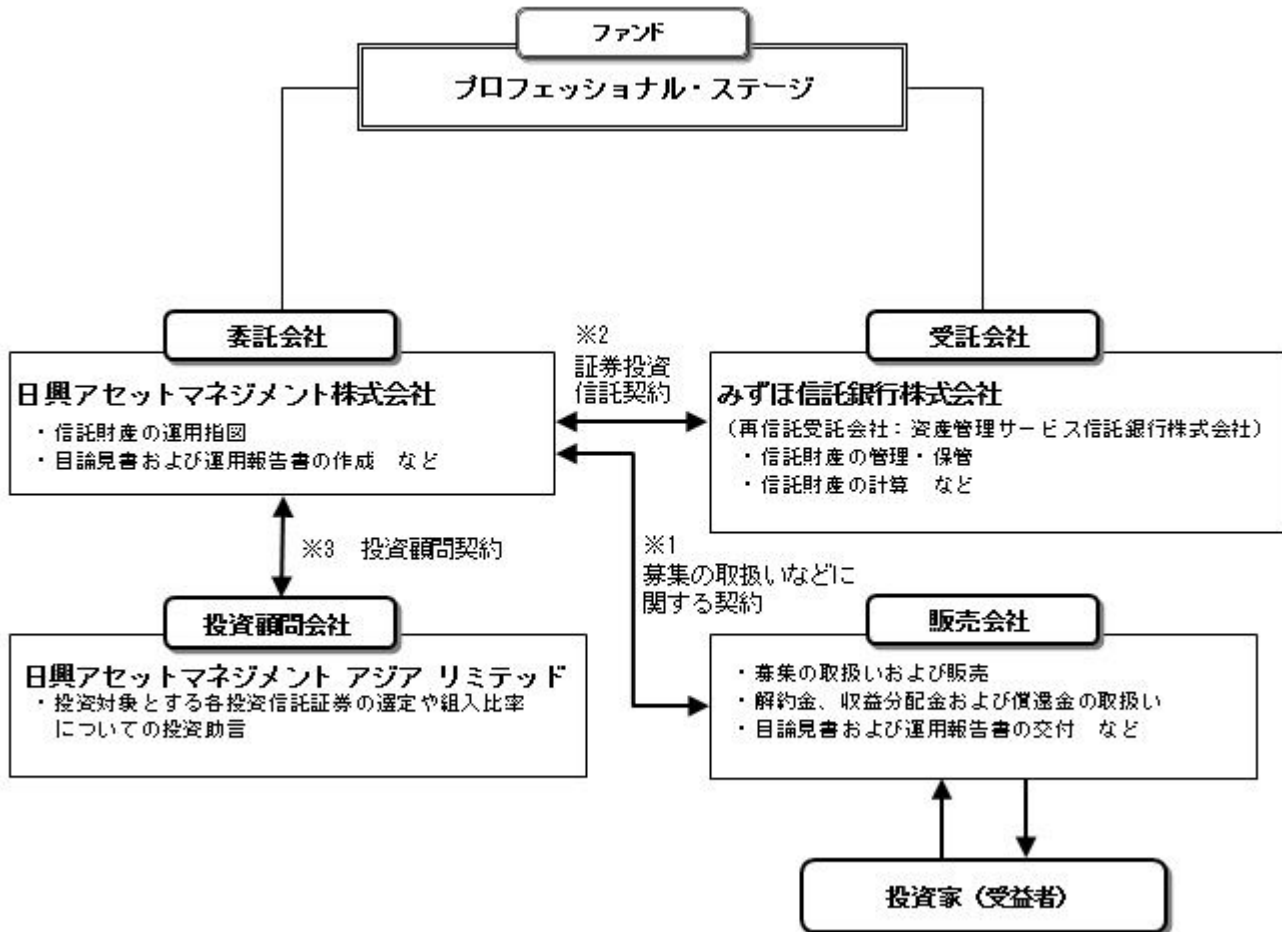 ファンド
プロフェッショナル・ステージ
委託会社
日興アセットマネジメント株式会社
・信託財産の運用指図
・目論見書および運用報告書の作成　など
※2
証券投資
信託契約
受託会社
みずほ信託銀行株式会社
（再信託受託会社：資産管理サービス信託銀行株式会社）
・信託財産の管理・保管
・信託財産の計算　など
※3　投資顧問契約
※1
募集の取扱いなどに
関する契約
投資顧問会社
日興アセットマネジメント アジア リミテッド
・投資対象とする各投資信託証券の選定や組入比率
についての投資助言
販売会社
・募集の取扱いおよび販売
・解約金、収益分配金および償還金の取扱い
・目論見書および運用報告書の交付　など
投資家（受益者）